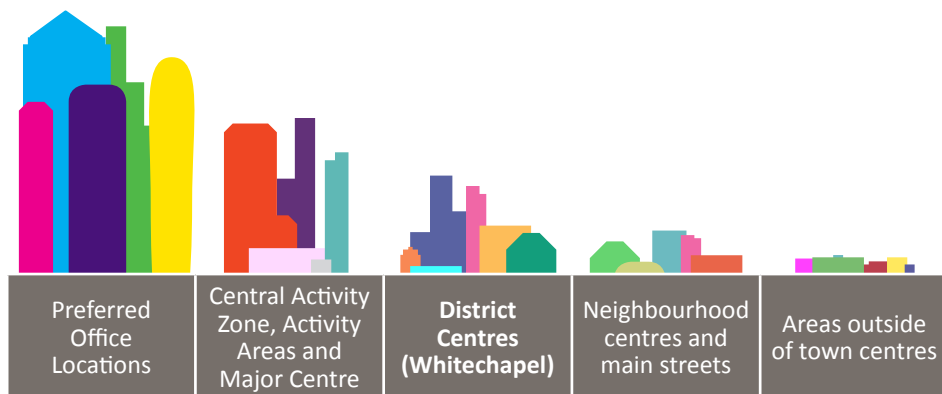 Preferred
Office
Locations
Central Activity
Zone, Activity
Areas and
Major Centre
District
Centres
(Whitechapel)
Neighbourhood
centres and
main streets
Areas outside
of town centres